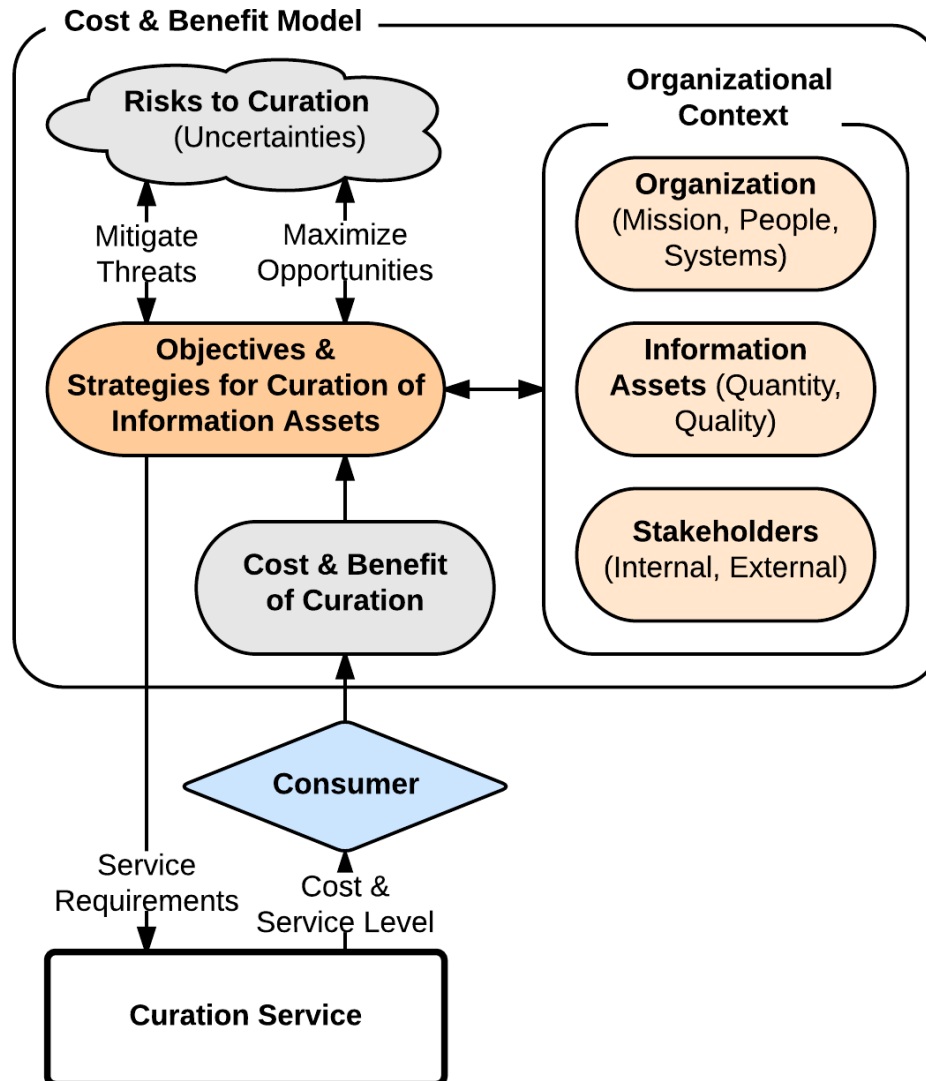 Cost & Benefit Model
Risks to Curation
(Uncertainties)
Organizational
Context
Organization
(Mission, People,
Systems)
Mitigate
Threats
Maximize
Opportunities
Objectives &
Strategies for Curation of
Information Assets
Information
Assets (Quantity,
Quality)
Stakeholders
(Internal, External)
Cost & Benefit
of Curation
Consumer
Service
Requirements
Cost &
Service Level
Curation Service